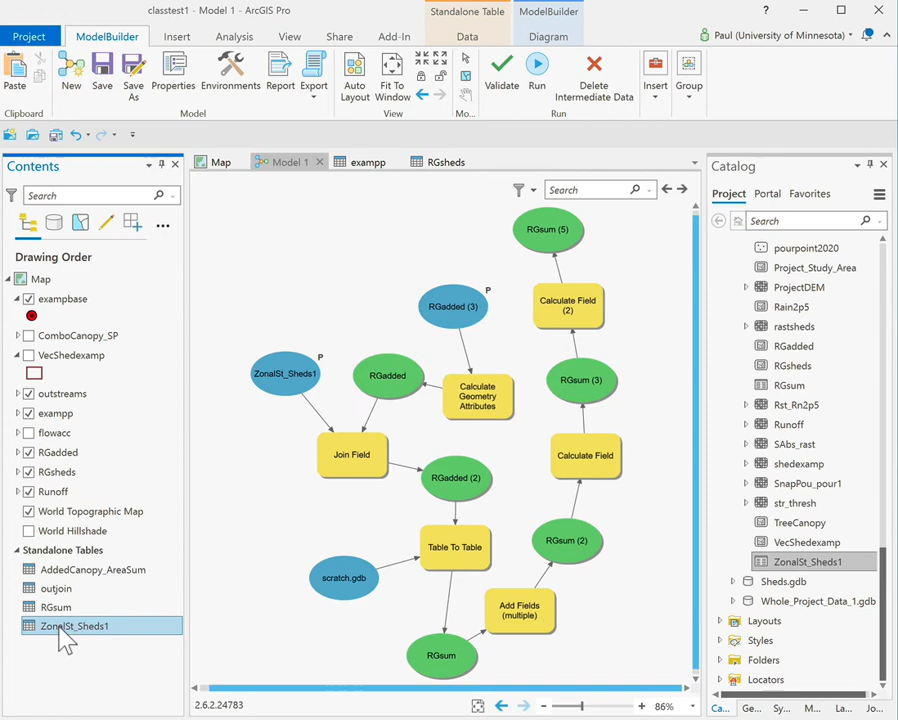 classtest1 - Model 1 - ArcGIS Pro
Standalone Table
ModelBuilder
?
Project
ModelBuilder
Insert
Analysis
View
Share
Add-In
Data
Diagram
Paul (University of Minnesota)
Paste
New
Save
Save As
Properties
Environments
Report
Export
Auto Layout
Fit To Window
Validate
Run
Delete Intermediate Data
Insert
Group
Clipboard
Model
View
Mo...
Run
Contents
Search
Drawing Order
Map
exampbase
ComboCanopy_SP
VecShedexamp
outstreams
exampp
flowacc
RGadded
RGsheds
Runoff
World Topographic Map
World Hillshade
Standalone Tables
AddedCanopy_AreaSum
outjoin
RGsum
ZonalSt_Sheds1
Map
Model 1
exampp
RGsheds
Search
RGsum (5)
Calculate Field
(2)
RGadded (3)
P
ZonalSt_Sheds1
P
RGadded
Calculate
Geometry
Attributes
RGsum (3)
Join Field
Calculate Field
RGadded (2)
Table To Table
RGsum (2)
scratch.gdb
Add Fields
(multiple)
RGsum
2.6.2.24783
86%
Catalog
Project
Portal
Favorites
Search
pourpoint2020
Project_Study_Area
ProjectDEM
Rain2p5
rastsheds
RGadded
RGsheds
RGsum
Rst_Rn2p5
Runoff
SAbs_rast
shedexamp
SnapPou_pour1
str_thresh
TreeCanopy
VecShedexamp
ZonalSt_Sheds1
Sheds.gdb
Whole_Project_Data_1.gdb
Layouts
Styles
Folders
Locators
Ca...
Ge...
Sy...
M...
La...
Jo...